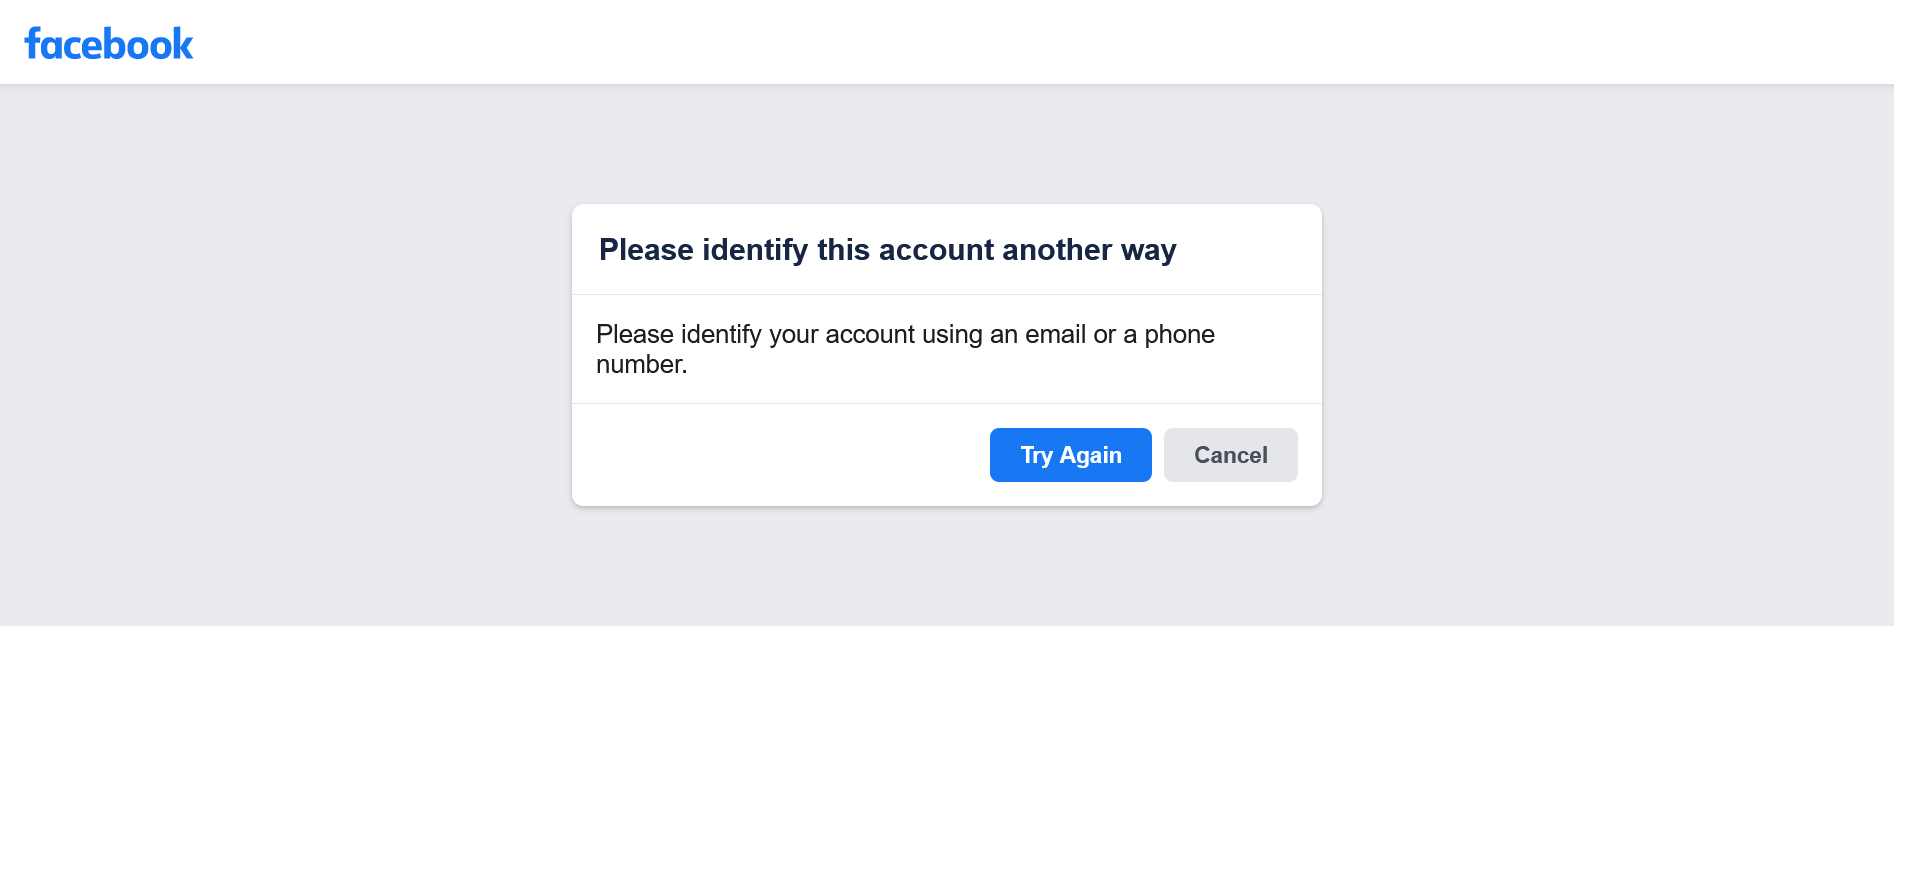 facebook
Please identify this account another way
Please identify your account using an email or a phone
number.
Try Again
Cancel